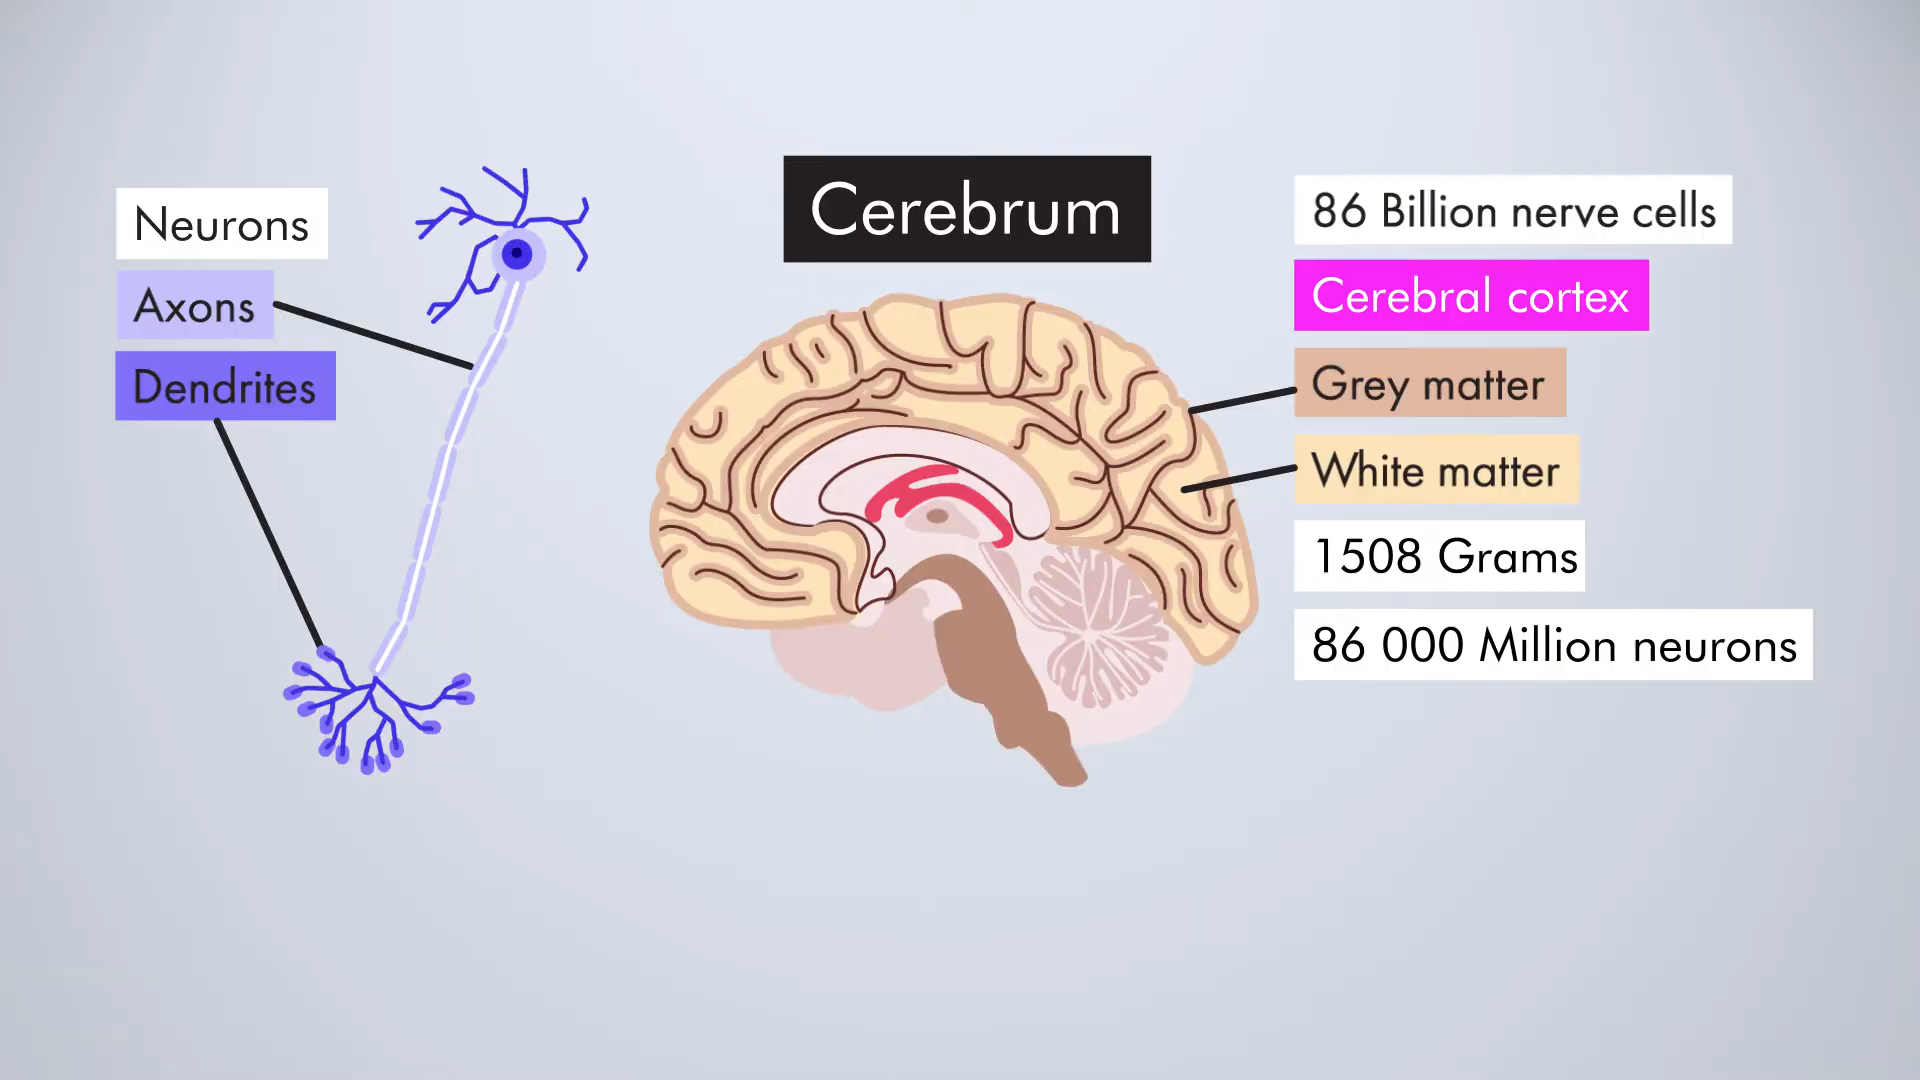 Neurons
Axons
Dendrites
Cerebrum
86 Billion nerve cells
Cerebral cortex
Grey matter
White matter
1508 Grams
86 000 Million neurons